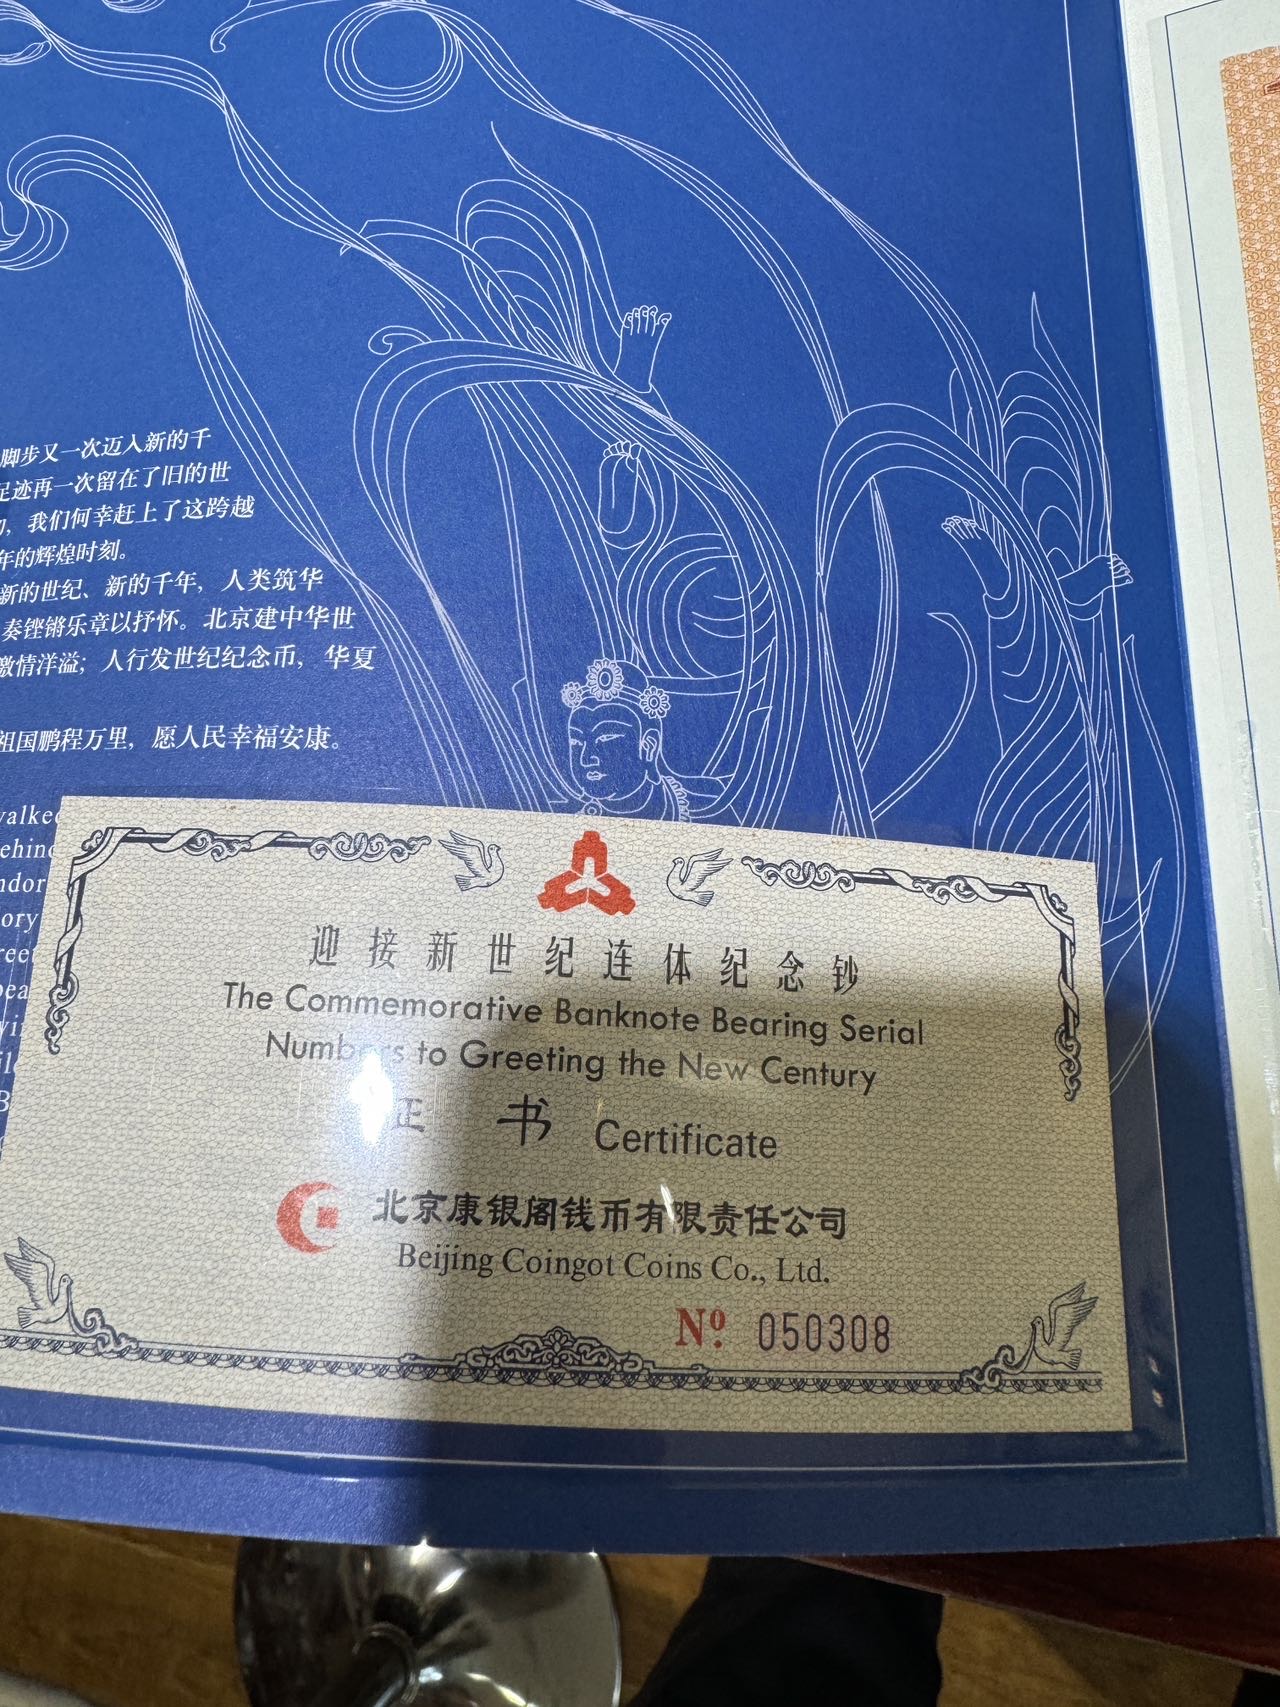 脚步又一次迈入新的千
足迹再一次留在了旧的世
我们何幸赶上了这跨越
年的辉煌时刻。
新的世纪、新的千年，人类筑华
奏铿锵乐章以抒怀。北京建中华世
激情洋溢；人行发世纪纪念币，华夏
祖国鹏程万里，愿人民幸福安康。
迎接新世纪连体纪念钞
The Commemorative Banknote Bearing Serial
Numbers to Greeting the New Century
证 书 Certificate
北京康银阁钱币有限责任公司
Beijing Coingot Coins Co., Ltd.
Nº 050308